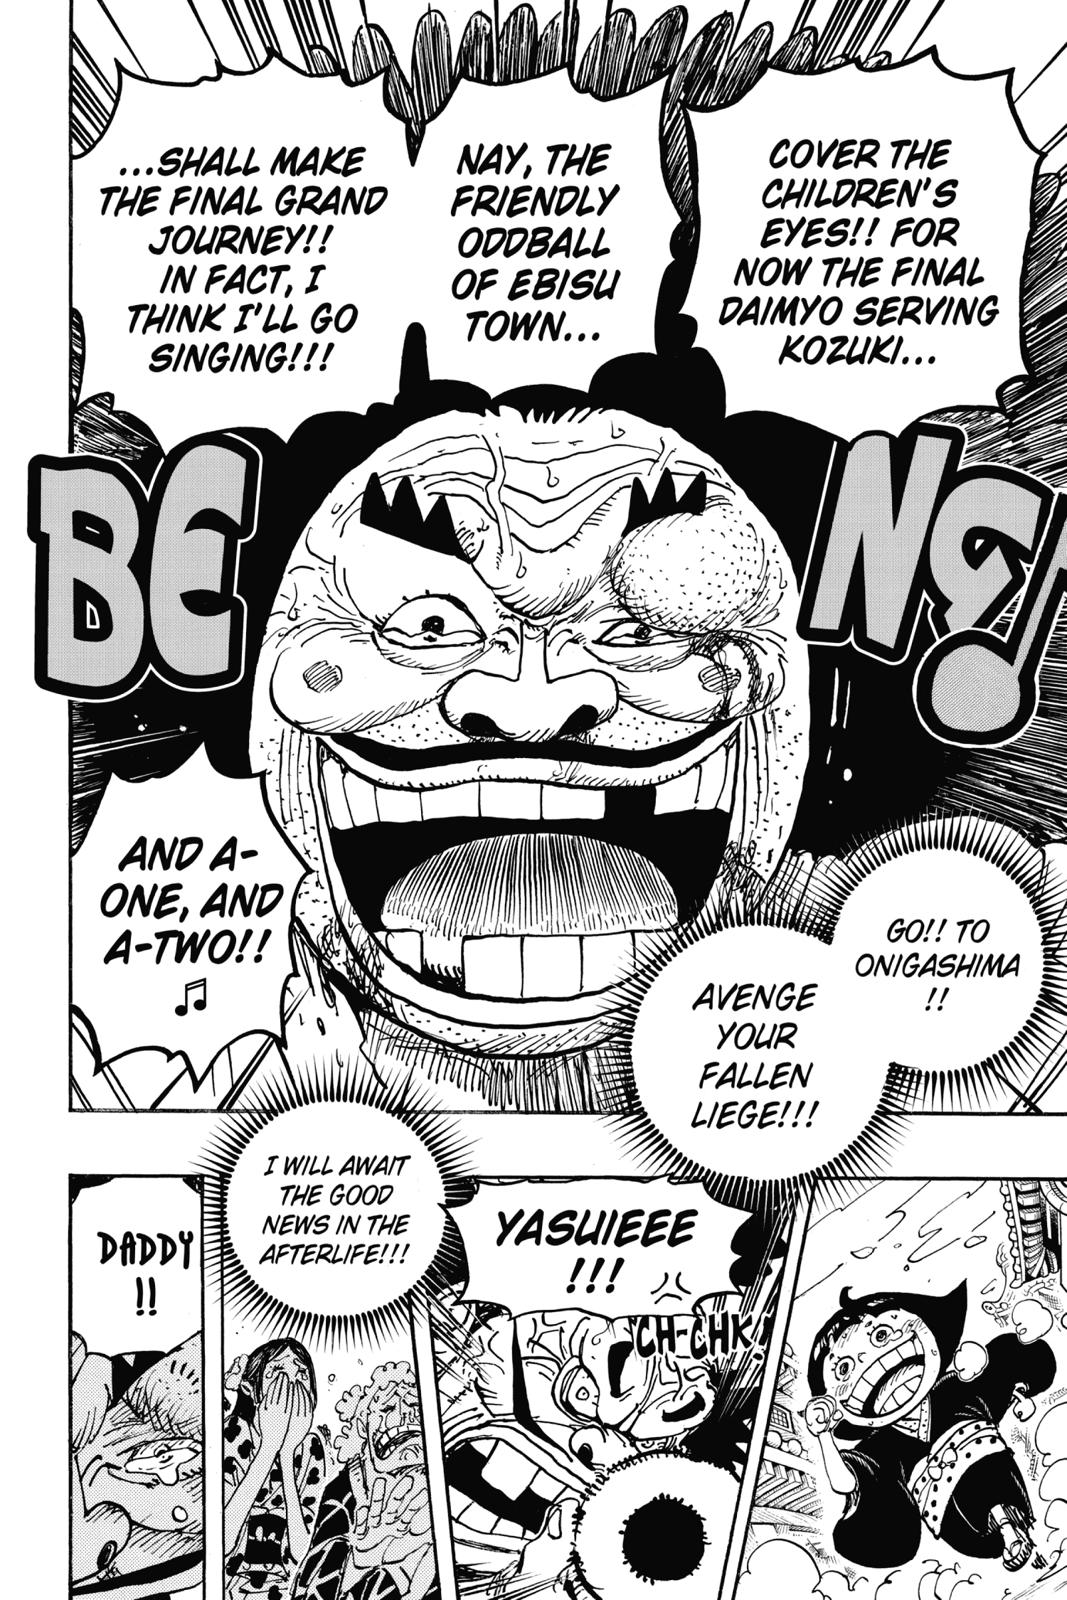 COVER THE
CHILDREN'S
EYES!! FOR
NOW THE FINAL
DAIMYO SERVING
KOZUKI...
NAY, THE
FRIENDLY
ODDBALL
OF EBISU
TOWN...
...SHALL MAKE
THE FINAL GRAND
JOURNEY!!
IN FACT, I
THINK I'LL GO
SINGING!!!
BE
NG
AND A-
ONE, AND
A-TWO!!
♫
GO!! TO
ONIGASHIMA
!!
AVENGE
YOUR
FALLEN
LIEGE!!!
YASUIEEE
!!!
CH-CHK!
I WILL AWAIT
THE GOOD
NEWS IN THE
AFTERLIFE!!!
DADDY
!!